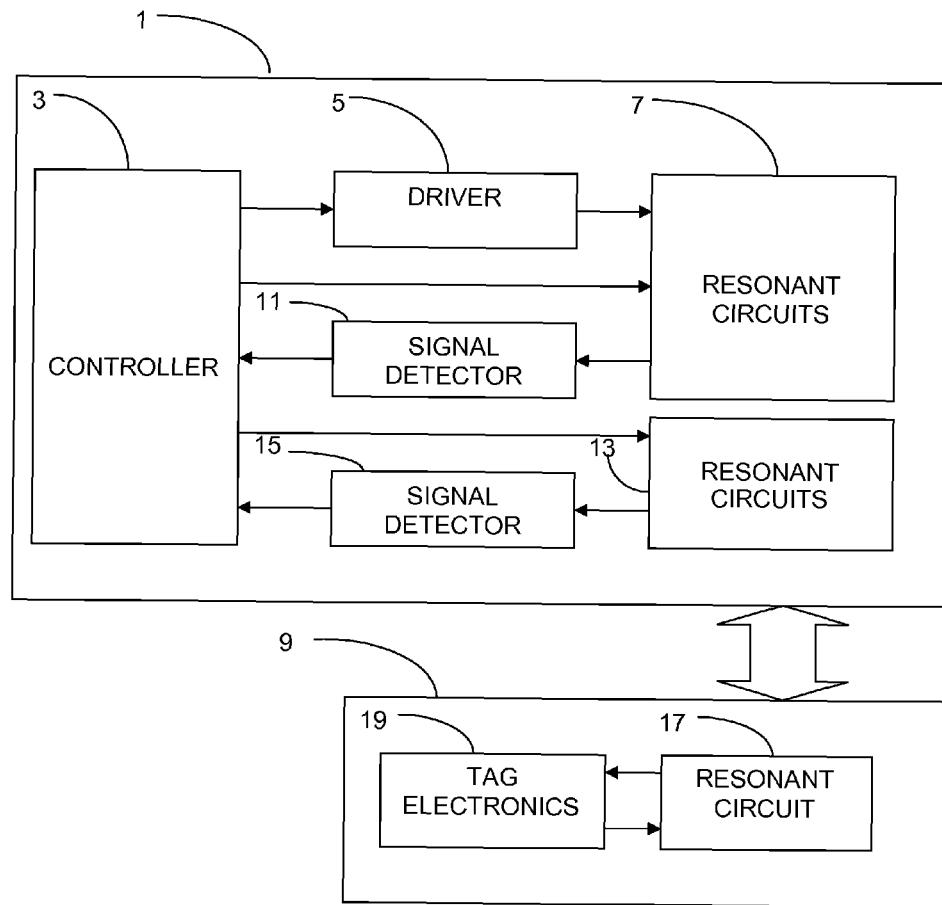 1
3
5
7
DRIVER
RESONANT
CIRCUITS
11
SIGNAL
DETECTOR
CONTROLLER
15
13
RESONANT
CIRCUITS
SIGNAL
DETECTOR
9
19
17
TAG
ELECTRONICS
RESONANT
CIRCUIT